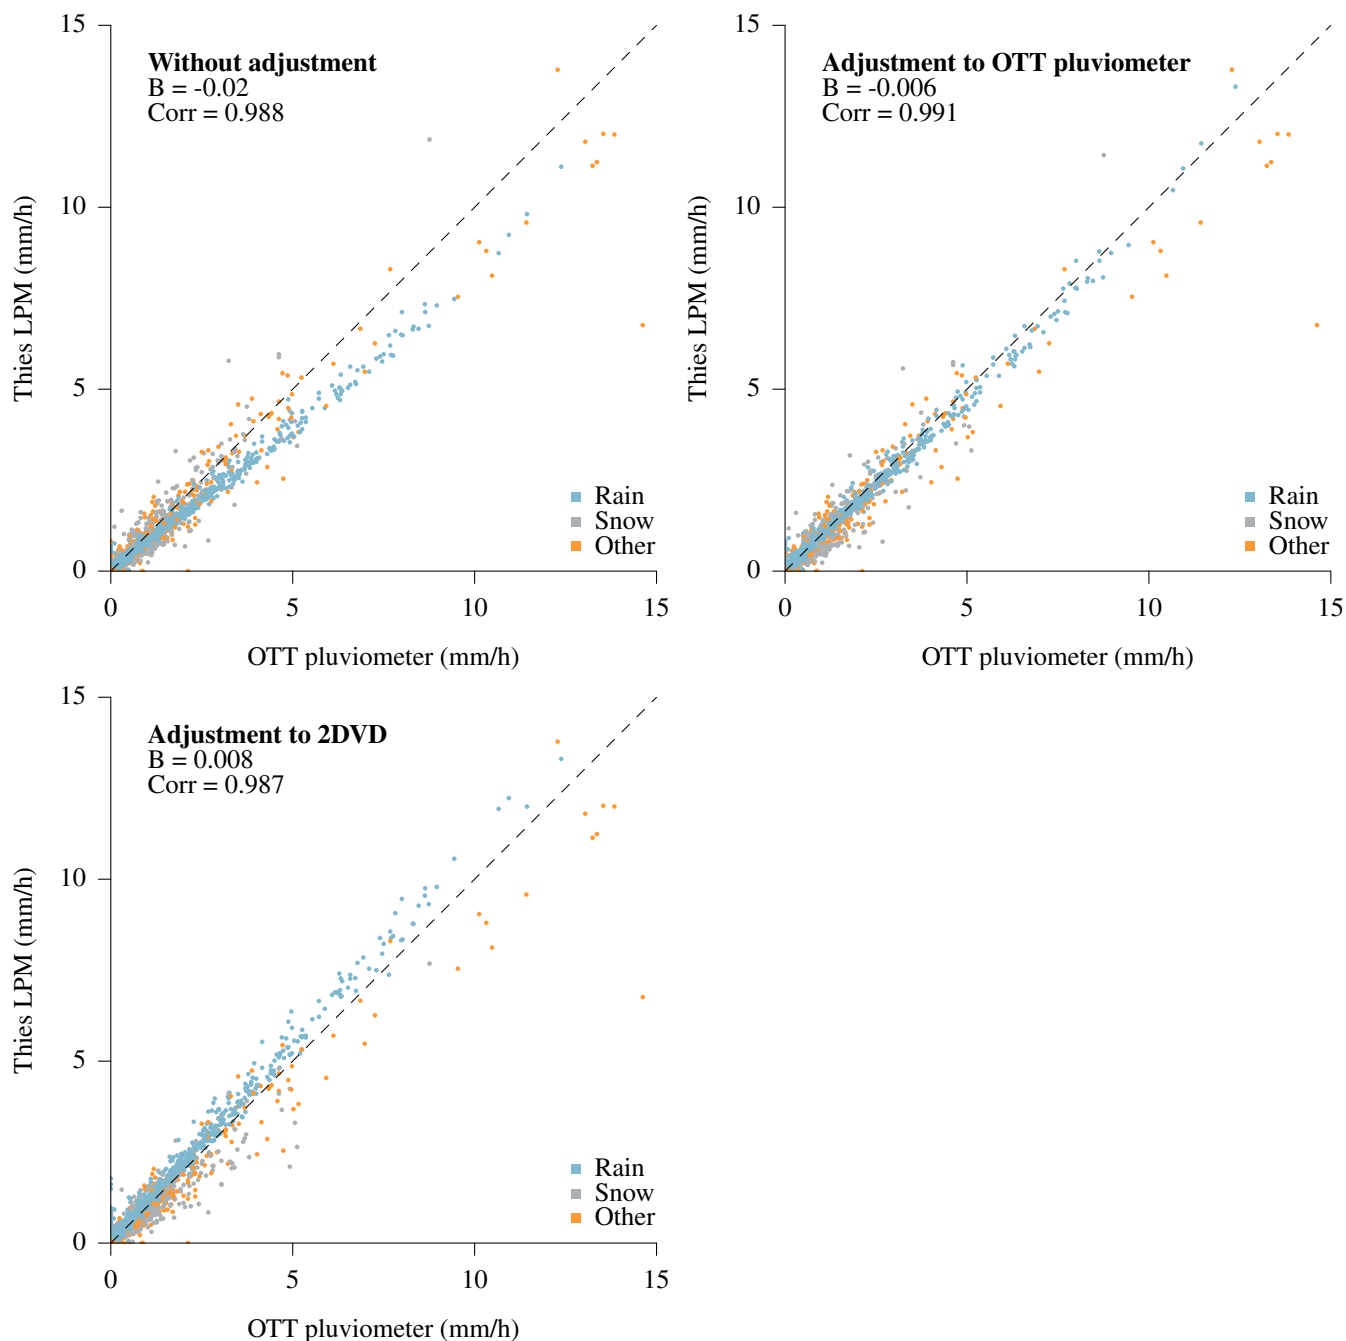 Without adjustment
B = -0.02
Corr = 0.988
Thies LPM (mm/h)
15
10
5
0
0 5 10 15
OTT pluviometer (mm/h)
Rain
Snow
Other
Adjustment to OTT pluviometer
B = -0.006
Corr = 0.991
Thies LPM (mm/h)
15
10
5
0
0 5 10 15
OTT pluviometer (mm/h)
Rain
Snow
Other
Adjustment to 2DVD
B = 0.008
Corr = 0.987
Thies LPM (mm/h)
15
10
5
0
0 5 10 15
OTT pluviometer (mm/h)
Rain
Snow
Other